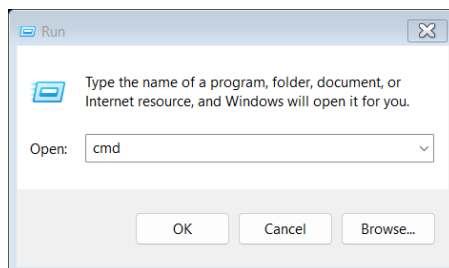 Run
Type the name of a program, folder, document, or
Internet resource, and Windows will open it for you.
Open: cmd
OK Cancel Browse...